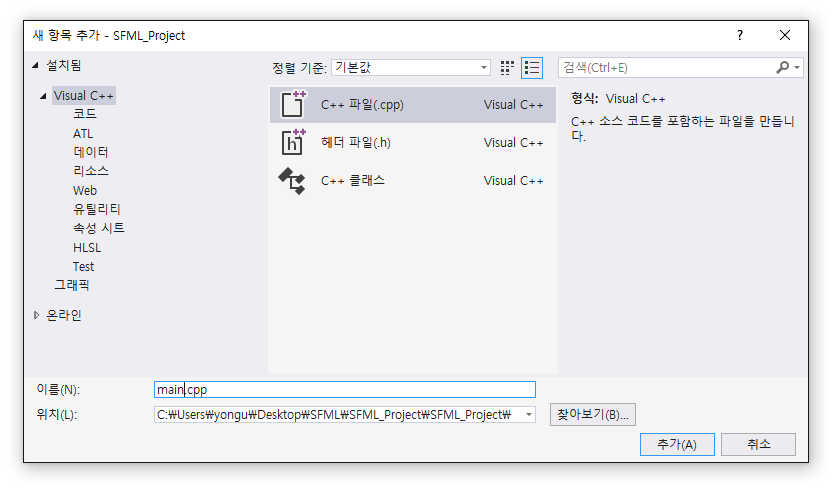 새 항목 추가 - SFML_Project
?
설치됨
Visual C++
코드
ATL
데이터
리소스
Web
유틸리티
속성 시트
HLSL
Test
그래픽
온라인
정렬 기준: 기본값
C++ 파일(.cpp) Visual C++
헤더 파일(.h) Visual C++
C++ 클래스 Visual C++
검색(Ctrl+E)
형식: Visual C++
C++ 소스 코드를 포함하는 파일을 만듭니
다.
이름(N): main.cpp
위치(L): C:₩Users₩yongu₩Desktop₩SFML₩SFML_Project₩SFML_Project₩ 찾아보기(B)...
추가(A) 취소